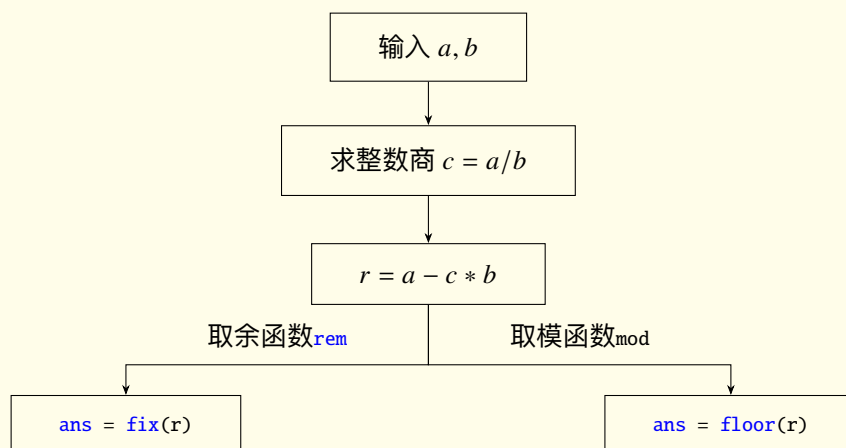 输入 a, b
求整数商 c = a/b
r = a − c ∗ b
取余函数rem
取模函数mod
ans = fix(r)
ans = floor(r)